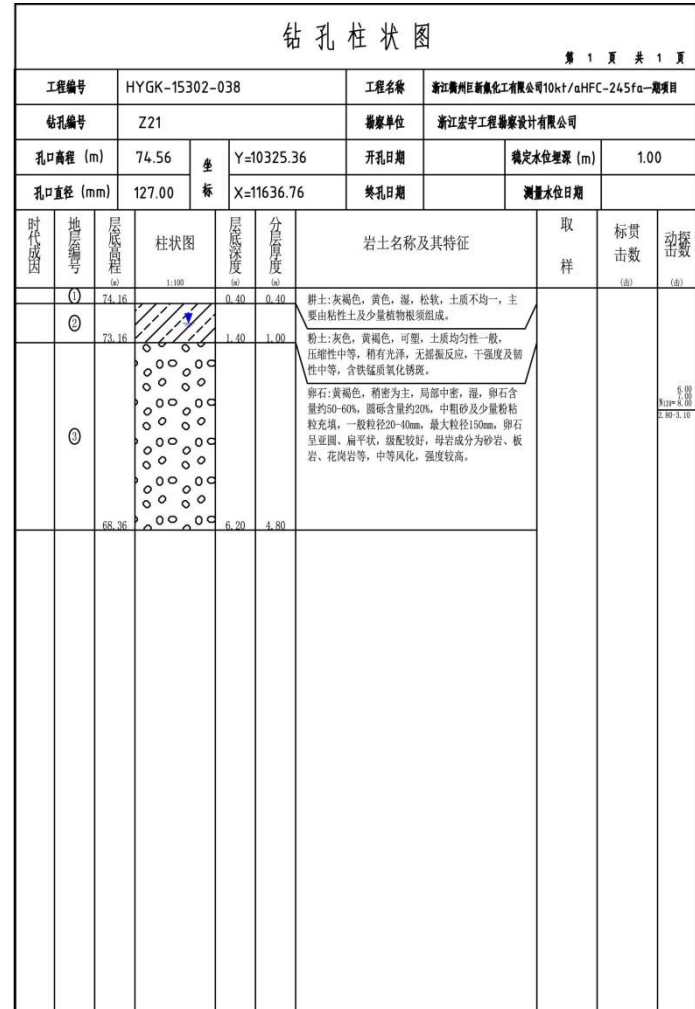 钻孔柱状图
第 1 页 共 1 页
工程编号 HYGK-15302-038 工程名称 浙江衢州巨新氟化工有限公司10kt/aHFC-245fa一期项目
钻孔编号 Z21 勘察单位 浙江宏宇工程勘察设计有限公司
孔口高程 (m) 74.56 坐标 Y=10325.36 开孔日期 稳定水位埋深 (m) 1.00
孔口直径 (mm) 127.00 X=11636.76 终孔日期 测量水位日期
时代成因 地层编号 层底高程 (m) 柱状图 1:100 层底深度 (m) 分层厚度 (m) 岩土名称及其特征 取样 标贯击数 (击) 动探击数 (击)
① 74.16 0.40 0.40 耕土:灰褐色，黄色，湿，松软，土质不均一，主
要由粘性土及少量植物根须组成。
② 73.16 1.40 1.00 粉土:灰色，黄褐色，可塑，土质均匀性一般，
压缩性中等，稍有光泽，无摇振反应，干强度及韧
性中等，含铁锰质氧化锈斑。
③ 68.36 6.20 4.80 卵石:黄褐色，稍密为主，局部中密，湿，卵石含
量约50-60%，圆砾含量约20%，中粗砂及少量粉粘
粒充填，一般粒径20-40mm，最大粒径150mm，卵石
呈亚圆、扁平状，级配较好，母岩成分为砂岩、板
岩、花岗岩等，中等风化，强度较高。
6.00
7.00
N120= 8.00
2.80-3.10